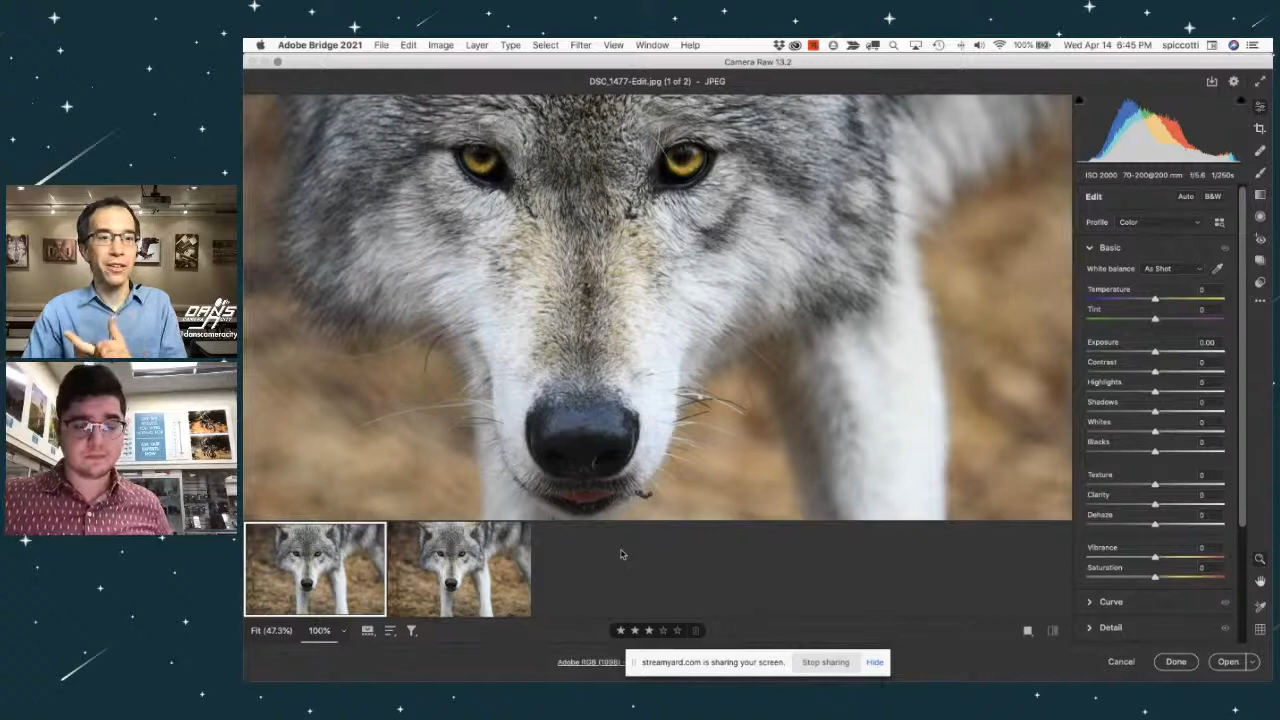 Adobe Bridge 2021 File Edit Image Layer Type Select Filter View Window Help 100% Wed Apr 14 6:45 PM spiccotti
Camera Raw 13.2
DSC_1477-Edit.jpg (1 of 2) - JPEG
ISO 2000 70-200@200 mm f/5.6 1/250s
Edit Auto B&W
Profile Color
Basic
White balance As Shot
Temperature 0
Tint 0
Exposure 0.00
Contrast 0
Highlights 0
Shadows 0
Whites 0
Blacks 0
Texture 0
Clarity 0
Dehaze 0
Vibrance 0
Saturation 0
Curve
Detail
DANS
CAMERA CITY
@danscameracity
Fit (47.3%) 100%
Adobe RGB (1998) -
streamyard.com is sharing your screen. Stop sharing Hide
Cancel Done Open